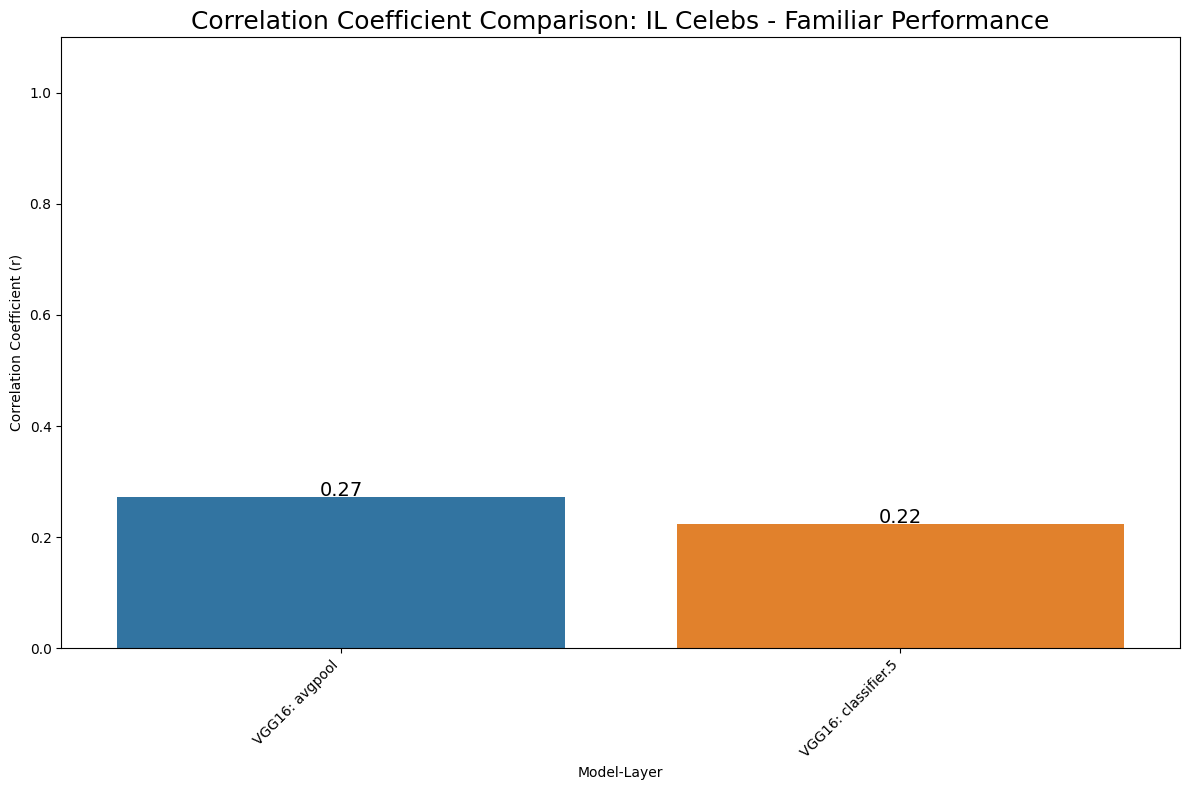 Correlation Coefficient Comparison: IL Celebs - Familiar Performance
Correlation Coefficient (r)
1.0
0.8
0.6
0.4
0.2
0.0
0.27
0.22
VGG16: avgpool
VGG16: classifier.5
Model-Layer